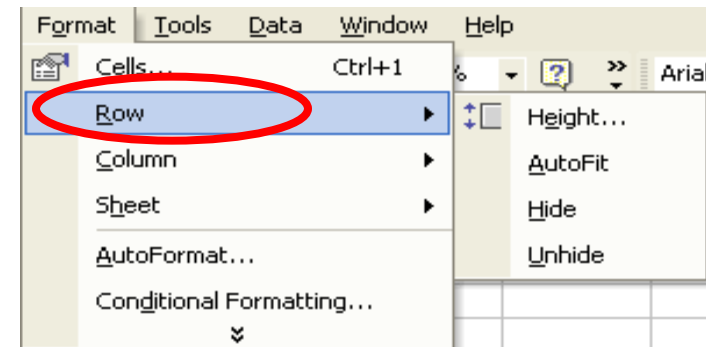 Format Tools Data Window Help
Cells... Ctrl+1
% Arial
Row
Height...
Column
AutoFit
Sheet
Hide
AutoFormat...
Unhide
Conditional Formatting...